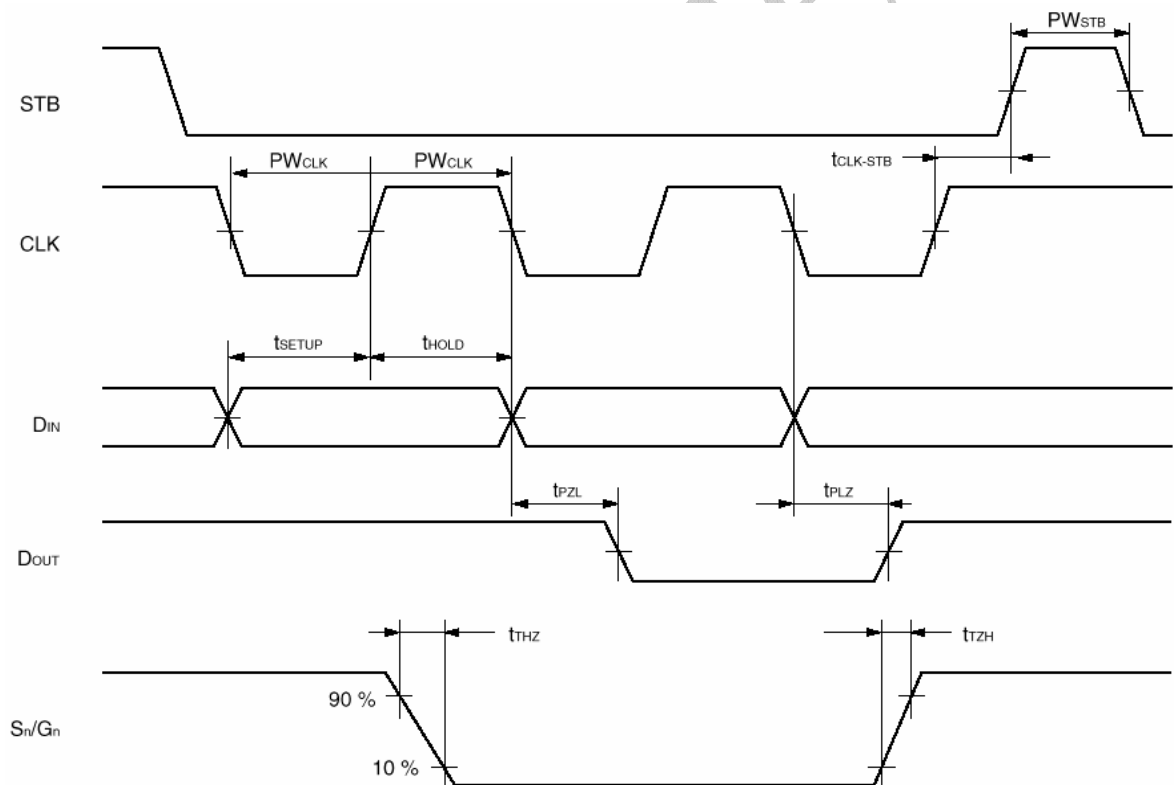 PWSTB
STB
tCLK-STB
PWCLK PWCLK
CLK
tSETUP tHOLD
DIN
tPZL tPLZ
DOUT
tTHZ tTZH
90 %
Sn/Gn
10 %